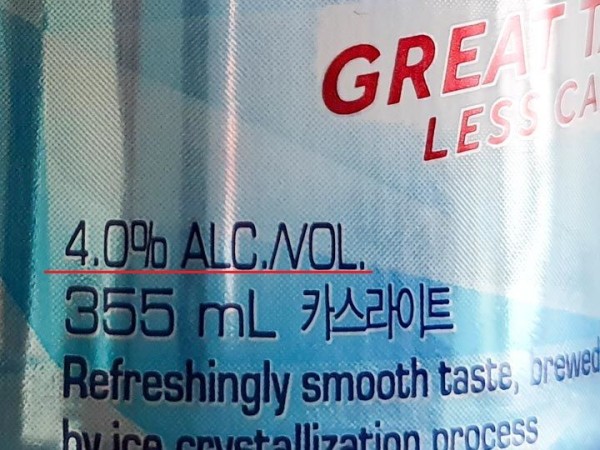 GREAT
LESS
4.0% ALC./VOL.
355 mL 카스라이트
Refreshingly smooth taste, brewed
by ice crystallization process